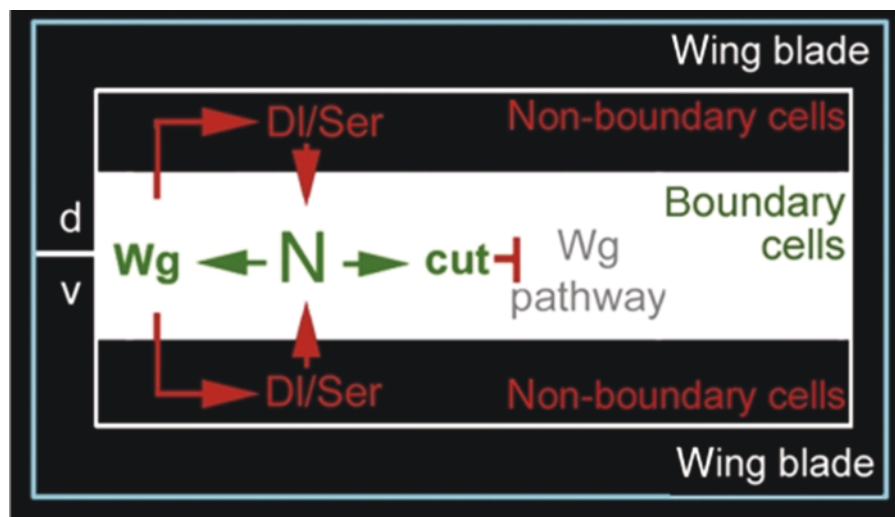 Wing blade
Dl/Ser
Non-boundary cells
Boundary
cells
d
Wg
N
cut
Wg
pathway
v
Dl/Ser
Non-boundary cells
Wing blade